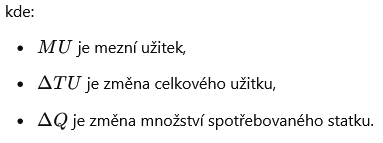 kde:
• MU je mezní užitek,
• ΔTU je změna celkového užitku,
• ΔQ je změna množství spotřebovaného statku.